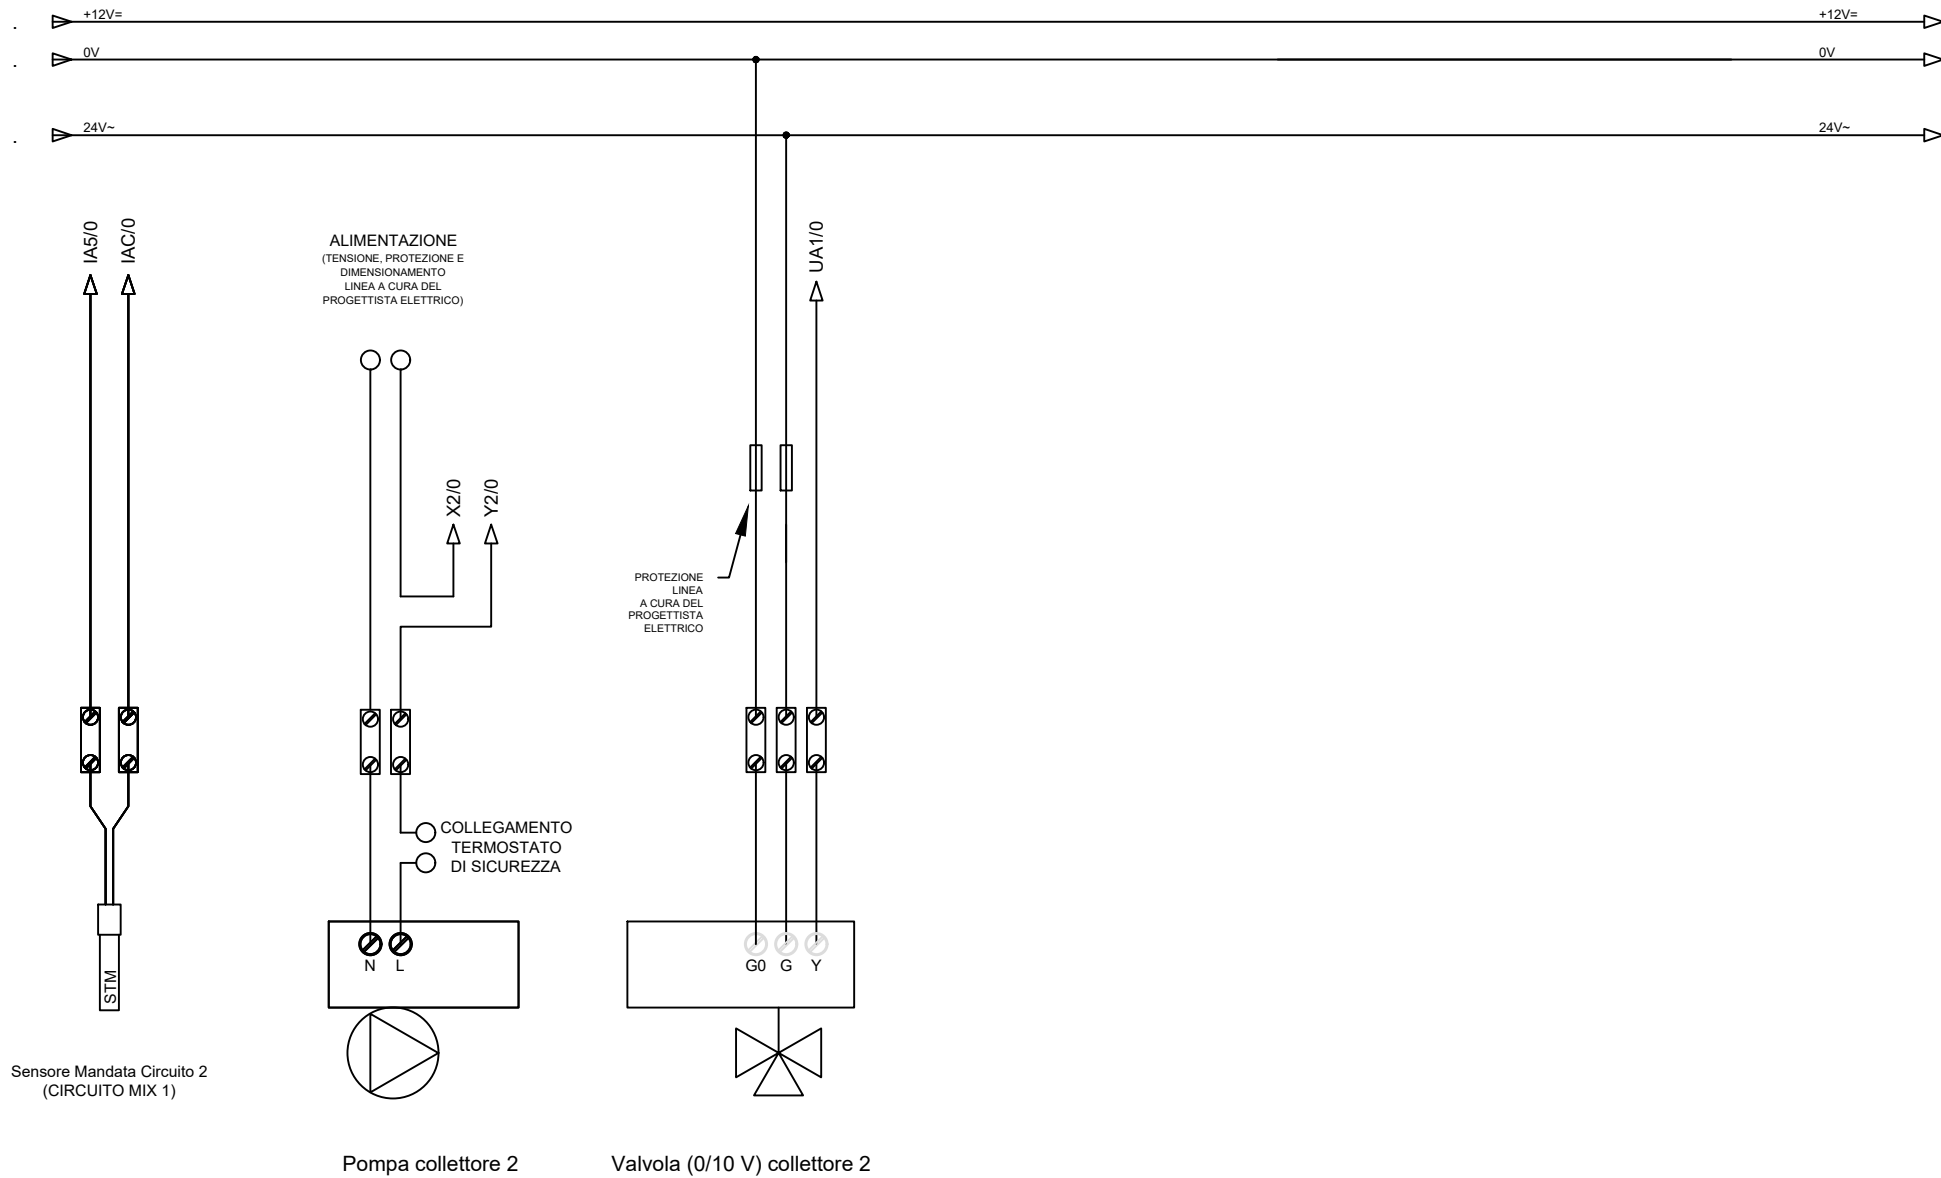 +12V=
+12V=
0V
0V
24V~
24V~
IA5/0
IAC/0
ALIMENTAZIONE
(TENSIONE, PROTEZIONE E
DIMENSIONAMENTO
LINEA A CURA DEL
PROGETTISTA ELETTRICO)
UA1/0
X2/0
Y2/0
PROTEZIONE
LINEA
A CURA DEL
PROGETTISTA
ELETTRICO
COLLEGAMENTO
TERMOSTATO
DI SICUREZZA
N L
G0 G Y
STM
Sensore Mandata Circuito 2
(CIRCUITO MIX 1)
Pompa collettore 2
Valvola (0/10 V) collettore 2